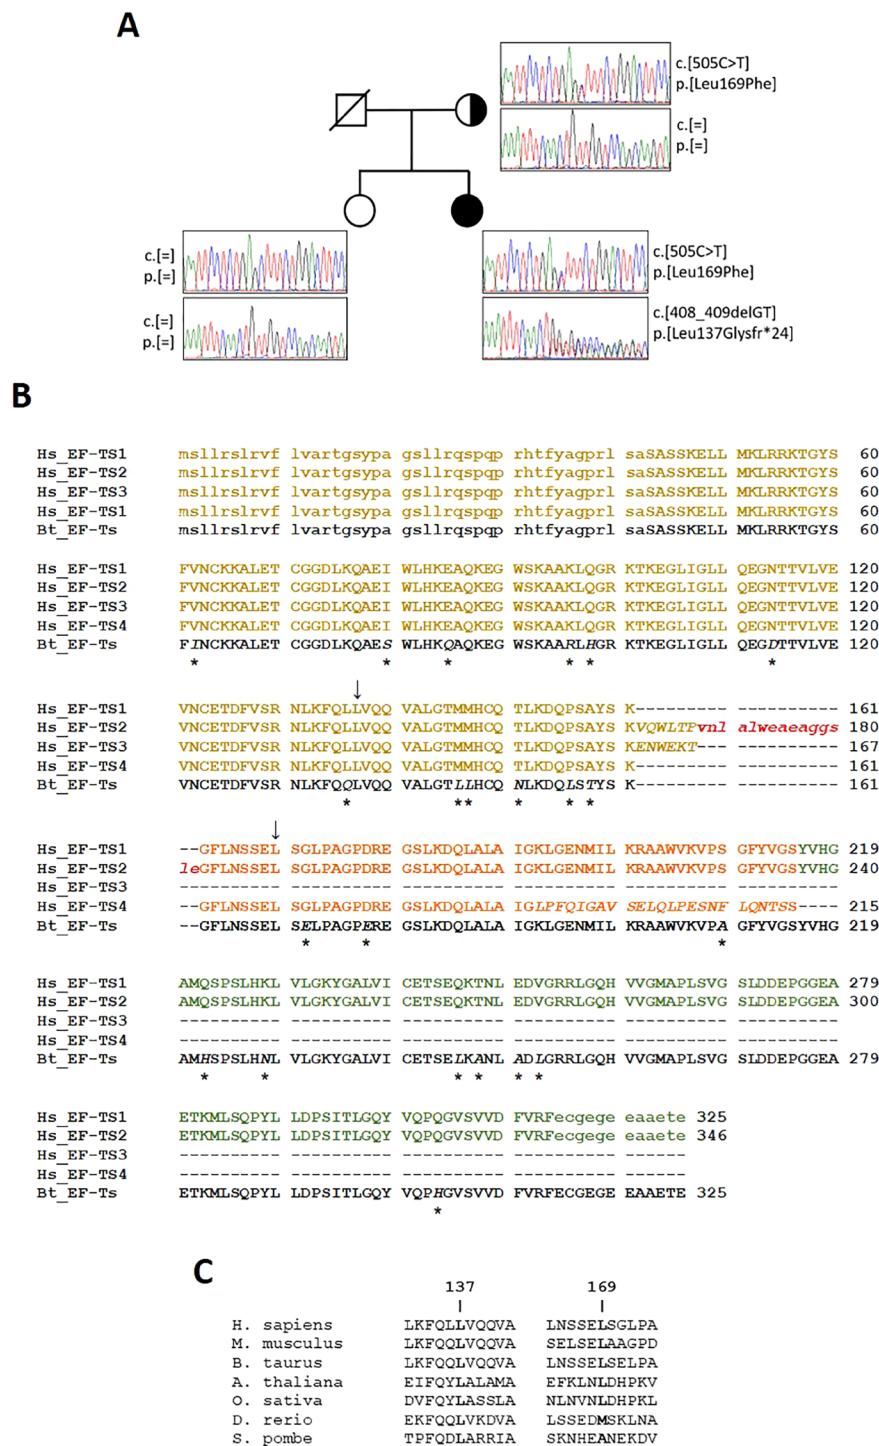 A
c.[505C>T]
p.[Leu169Phe]
c.[=]
p.[=]
c.[=]
p.[=]
c.[505C>T]
p.[Leu169Phe]
c.[=]
p.[=]
c.[408_409delGT]
p.[Leu137Glysfr*24]
B
Hs_EF-TS1 msllrslrvf lvartgsypa gsllrqspqp rhtfyagprl saSASSKELL MKLRRKTGYS 60
Hs_EF-TS2 msllrslrvf lvartgsypa gsllrqspqp rhtfyagprl saSASSKELL MKLRRKTGYS 60
Hs_EF-TS3 msllrslrvf lvartgsypa gsllrqspqp rhtfyagprl saSASSKELL MKLRRKTGYS 60
Hs_EF-TS1 msllrslrvf lvartgsypa gsllrqspqp rhtfyagprl saSASSKELL MKLRRKTGYS 60
Bt_EF-Ts msllrslrvf lvartgsypa gsllrqspqp rhtfyagprl saSASSKELL MKLRRKTGYS 60
Hs_EF-TS1 FVNCKKALET CGGDLKQAEI WLHKEAQKEG WSKAAKLQGR KTKEGLIGLL QEGNTTVLVE 120
Hs_EF-TS2 FVNCKKALET CGGDLKQAEI WLHKEAQKEG WSKAAKLQGR KTKEGLIGLL QEGNTTVLVE 120
Hs_EF-TS3 FVNCKKALET CGGDLKQAEI WLHKEAQKEG WSKAAKLQGR KTKEGLIGLL QEGNTTVLVE 120
Hs_EF-TS4 FVNCKKALET CGGDLKQAEI WLHKEAQKEG WSKAAKLQGR KTKEGLIGLL QEGNTTVLVE 120
Bt_EF-Ts FINCKKALET CGGDLKQAES WLHKQAQKEG WSKAARLHGR KTKEGLIGLL QEGDTTVLVE 120
* * * * * *
↓
Hs_EF-TS1 VNCETDFVSR NLKFQLLVQQ VALGTMMHCQ TLKDQPSAYS K--------- ---------- 161
Hs_EF-TS2 VNCETDFVSR NLKFQLLVQQ VALGTMMHCQ TLKDQPSAYS KVQWLTPvnl alweaeaggs 180
Hs_EF-TS3 VNCETDFVSR NLKFQLLVQQ VALGTMMHCQ TLKDQPSAYS KENWEKT--- ---------- 167
Hs_EF-TS4 VNCETDFVSR NLKFQLLVQQ VALGTMMHCQ TLKDQPSAYS K--------- ---------- 161
Bt_EF-Ts VNCETDFVSR NLKFQQLVQQ VALGTLLHCQ NLKDQLSTYS K--------- ---------- 161
* ** * * *
↓
Hs_EF-TS1 --GFLNSSEL SGLPAGPDRE GSLKDQLALA IGKLGENMIL KRAAWVKVPS GFYVGSYVHG 219
Hs_EF-TS2 leGFLNSSEL SGLPAGPDRE GSLKDQLALA IGKLGENMIL KRAAWVKVPS GFYVGSYVHG 240
Hs_EF-TS3 ---------- ---------- ---------- ---------- ---------- ----------
Hs_EF-TS4 --GFLNSSEL SGLPAGPDRE GSLKDQLALA IGLPFQIGAV SELQLPESNF LQNTSS---- 215
Bt_EF-Ts --GFLNSSEL SELPAGPERE GSLKDQLALA IGKLGENMIL KRAAWVKVPA GFYVGSYVHG 219
* * *
Hs_EF-TS1 AMQSPSLHKL VLGKYGALVI CETSEQKTNL EDVGRRLGQH VVGMAPLSVG SLDDEPGGEA 279
Hs_EF-TS2 AMQSPSLHKL VLGKYGALVI CETSEQKTNL EDVGRRLGQH VVGMAPLSVG SLDDEPGGEA 300
Hs_EF-TS3 ---------- ---------- ---------- ---------- ---------- ----------
Hs_EF-TS4 ---------- ---------- ---------- ---------- ---------- ----------
Bt_EF-Ts AMHSPSLHNL VLGKYGALVI CETSELKANL ADLGRRLGQH VVGMAPLSVG SLDDEPGGEA 279
* * * * * *
Hs_EF-TS1 ETKMLSQPYL LDPSITLGQY VQPQGVSVVD FVRFecgege eaaete 325
Hs_EF-TS2 ETKMLSQPYL LDPSITLGQY VQPQGVSVVD FVRFecgege eaaete 346
Hs_EF-TS3 ---------- ---------- ---------- ---------- ------
Hs_EF-TS4 ---------- ---------- ---------- ---------- ------
Bt_EF-Ts ETKMLSQPYL LDPSITLGQY VQPHGVSVVD FVRFECGEGE EAAETE 325
*
C
137 169
H. sapiens LKFQLLVQQVA LNSSELSGLPA
M. musculus LKFQQLVQQVA SELSELAAGPD
B. taurus LKFQQLVQQVA LNSSELSELPA
A. thaliana EIFQYLALAMA EFKLNLDHPKV
O. sativa DVFQYLASSLA NLNVNLDHPKL
D. rerio EKFQQLVKDVA LSSEDMSKLNA
S. pombe TPFQDLARRIA SKNHEANEKDV